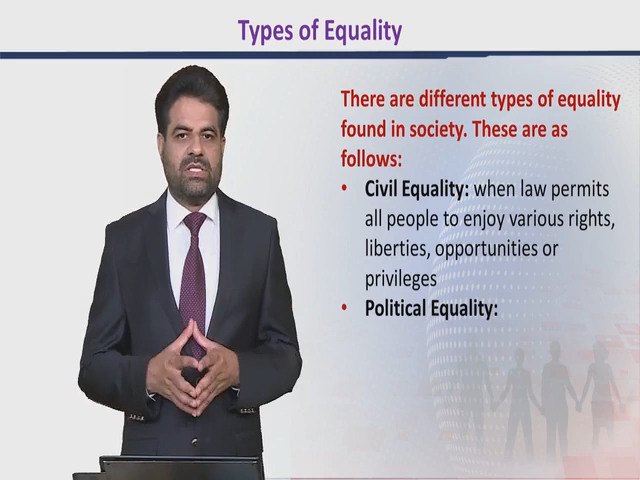 Types of Equality
There are different types of equality
found in society. These are as
follows:
• Civil Equality: when law permits
all people to enjoy various rights,
liberties, opportunities or
privileges
• Political Equality: